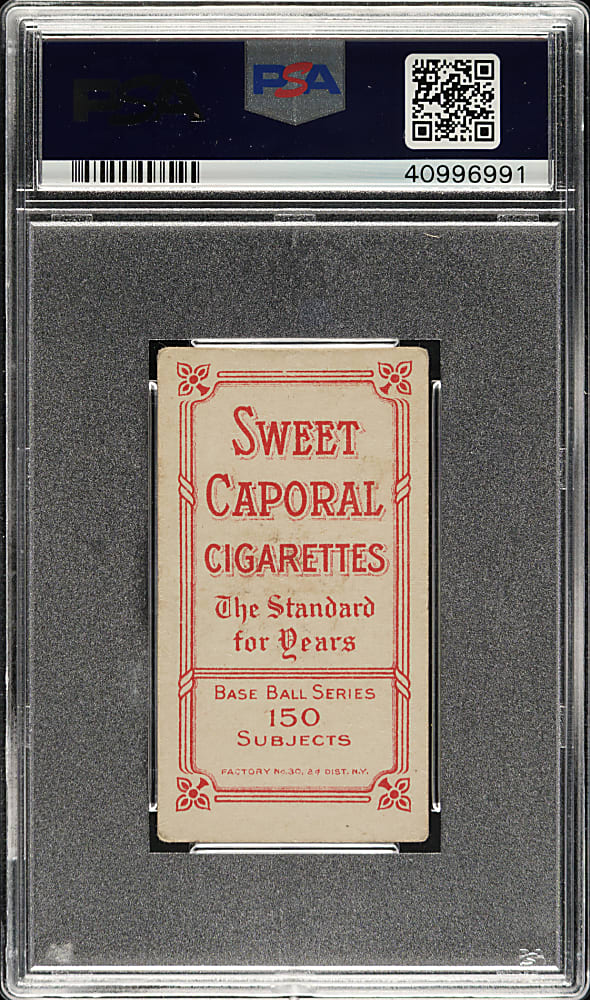 PSA
PSA
40996991
SWEET
CAPORAL
CIGARETTES
The Standard
for Years
BASE BALL SERIES
150
SUBJECTS
FACTORY No. 30, 2d DIST. N.Y.